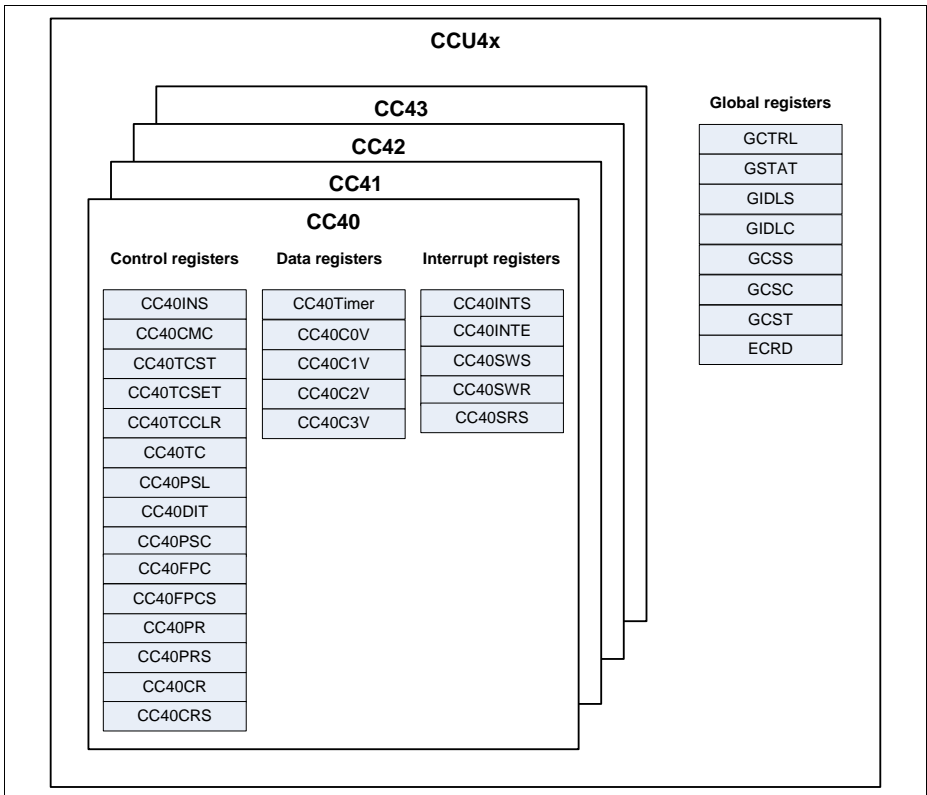 CCU4x
CC43
CC42
CC41
CC40
Control registers
CC40INS
CC40CMC
CC40TCST
CC40TCSET
CC40TCCLR
CC40TC
CC40PSL
CC40DIT
CC40PSC
CC40FPC
CC40FPCS
CC40PR
CC40PRS
CC40CR
CC40CRS
Data registers
CC40Timer
CC40C0V
CC40C1V
CC40C2V
CC40C3V
Interrupt registers
CC40INTS
CC40INTE
CC40SWS
CC40SWR
CC40SRS
Global registers
GCTRL
GSTAT
GIDLS
GIDLC
GCSS
GCSC
GCST
ECRD